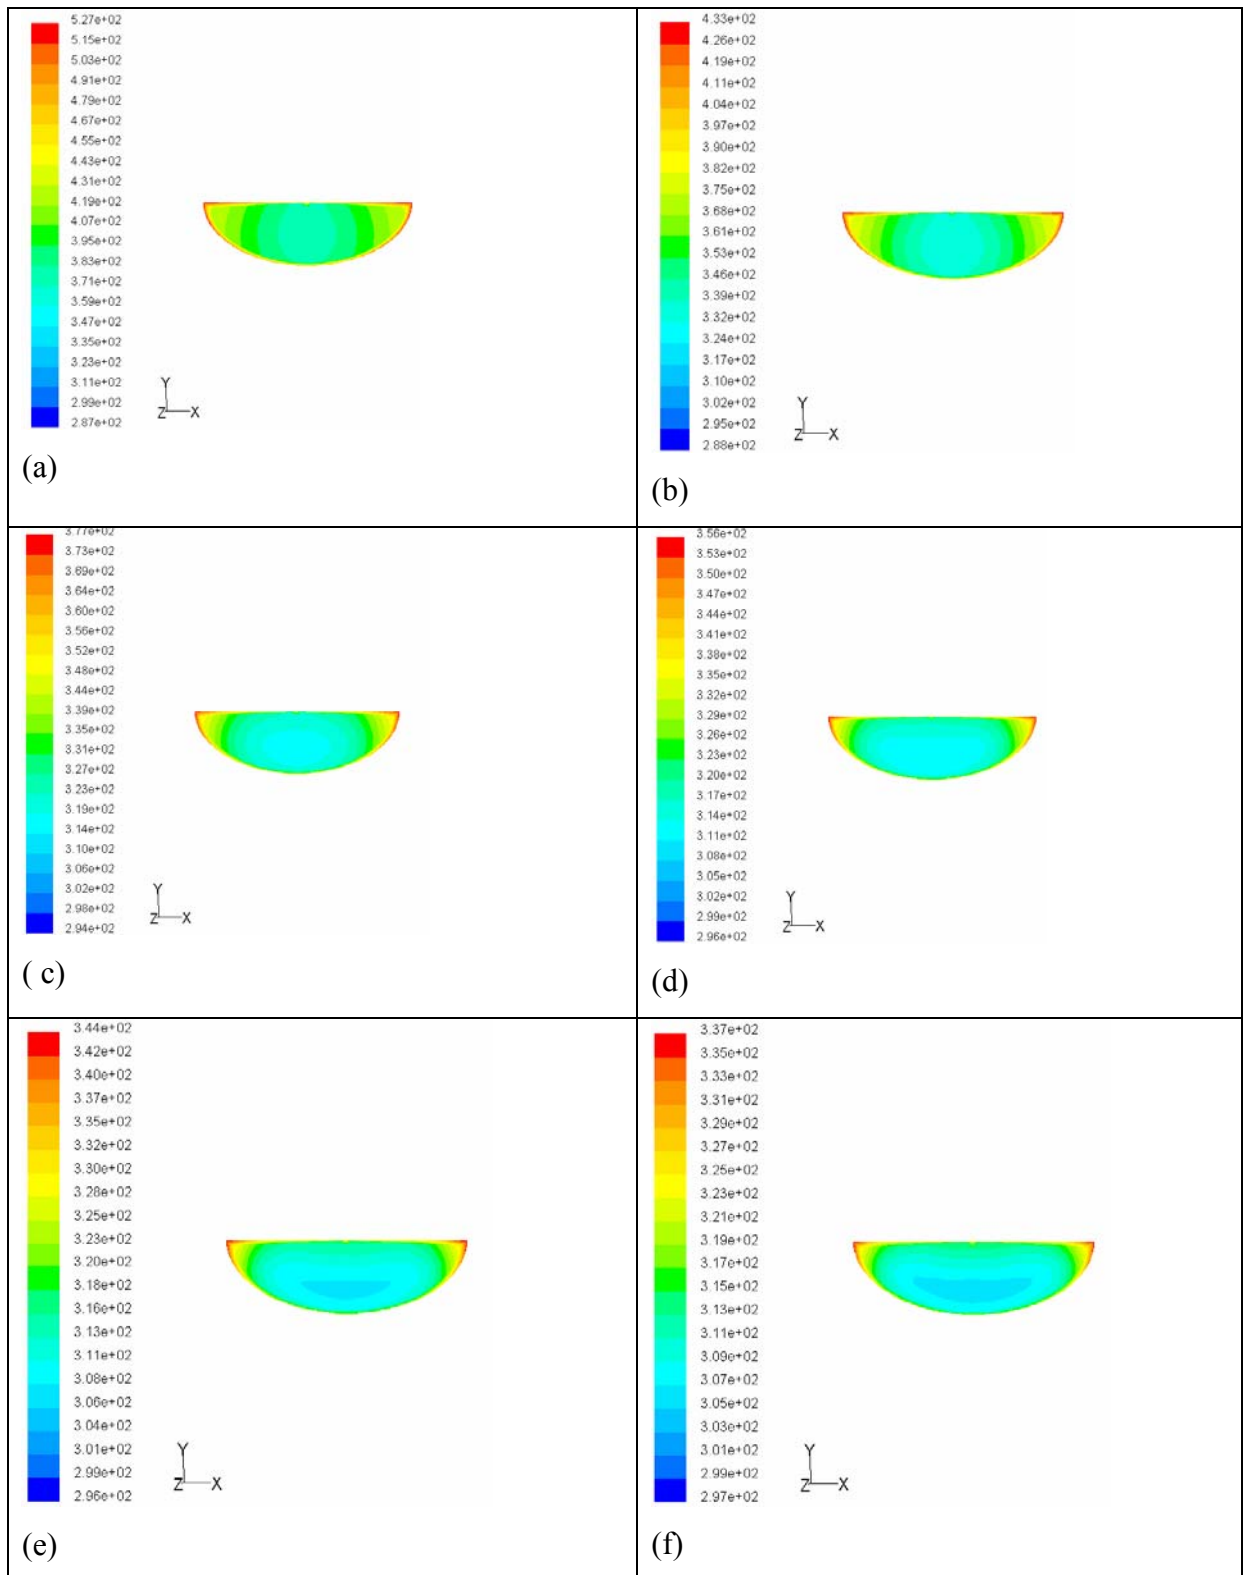 5.27e+02
5.15e+02
5.03e+02
4.91e+02
4.79e+02
4.67e+02
4.55e+02
4.43e+02
4.31e+02
4.19e+02
4.07e+02
3.95e+02
3.83e+02
3.71e+02
3.59e+02
3.47e+02
3.35e+02
3.23e+02
3.11e+02
2.99e+02
2.87e+02
Y
Z X
(a)
4.33e+02
4.26e+02
4.19e+02
4.11e+02
4.04e+02
3.97e+02
3.90e+02
3.82e+02
3.75e+02
3.68e+02
3.61e+02
3.53e+02
3.46e+02
3.39e+02
3.32e+02
3.24e+02
3.17e+02
3.10e+02
3.02e+02
2.95e+02
2.88e+02
Y
Z X
(b)
3.77e+02
3.73e+02
3.69e+02
3.64e+02
3.60e+02
3.56e+02
3.52e+02
3.48e+02
3.44e+02
3.39e+02
3.35e+02
3.31e+02
3.27e+02
3.23e+02
3.19e+02
3.14e+02
3.10e+02
3.06e+02
3.02e+02
2.98e+02
2.94e+02
Y
Z X
( c)
3.56e+02
3.53e+02
3.50e+02
3.47e+02
3.44e+02
3.41e+02
3.38e+02
3.35e+02
3.32e+02
3.29e+02
3.26e+02
3.23e+02
3.20e+02
3.17e+02
3.14e+02
3.11e+02
3.08e+02
3.05e+02
3.02e+02
2.99e+02
2.96e+02
Y
Z X
(d)
3.44e+02
3.42e+02
3.40e+02
3.37e+02
3.35e+02
3.32e+02
3.30e+02
3.28e+02
3.25e+02
3.23e+02
3.20e+02
3.18e+02
3.16e+02
3.13e+02
3.11e+02
3.08e+02
3.06e+02
3.04e+02
3.01e+02
2.99e+02
2.96e+02
Y
Z X
(e)
3.37e+02
3.35e+02
3.33e+02
3.31e+02
3.29e+02
3.27e+02
3.25e+02
3.23e+02
3.21e+02
3.19e+02
3.17e+02
3.15e+02
3.13e+02
3.11e+02
3.09e+02
3.07e+02
3.05e+02
3.03e+02
3.01e+02
2.99e+02
2.97e+02
Y
Z X
(f)